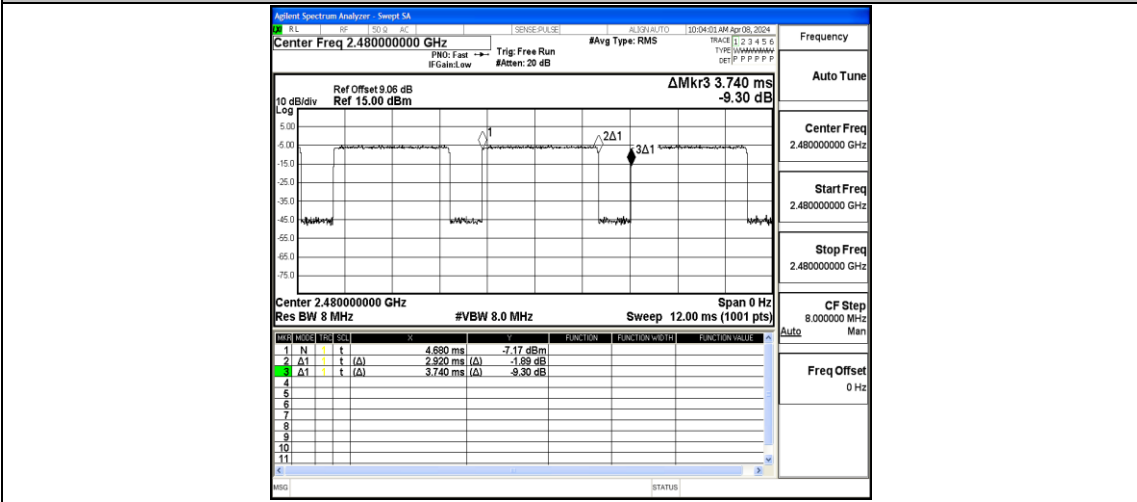 Agilent Spectrum Analyzer - Swept SA
RL RF 50 Ω AC SENSE:PULSE ALIGN AUTO 10:04:01 AM Apr 08, 2024
Center Freq 2.480000000 GHz #Avg Type: RMS TRACE 1 2 3 4 5 6
PNO: Fast Trig: Free Run TYPE
IFGain:Low #Atten: 20 dB DET P P P P P P
Frequency
ΔMkr3 3.740 ms
-9.30 dB
Ref Offset 9.06 dB
10 dB/div Ref 15.00 dBm
Log
5.00
-5.00
-15.0
-25.0
-35.0
-45.0
-55.0
-65.0
-75.0
1
2Δ1
3Δ1
Center 2.480000000 GHz Span 0 Hz
Res BW 8 MHz #VBW 8.0 MHz Sweep 12.00 ms (1001 pts)
MKR MODE TRC SCL X Y FUNCTION FUNCTION WIDTH FUNCTION VALUE
1 N 1 t 4.680 ms -7.17 dBm
2 Δ1 1 t (Δ) 2.920 ms (Δ) -1.89 dB
3 Δ1 1 t (Δ) 3.740 ms (Δ) -9.30 dB
4
5
6
7
8
9
10
11
MSG STATUS
Auto Tune
Center Freq
2.480000000 GHz
Start Freq
2.480000000 GHz
Stop Freq
2.480000000 GHz
CF Step
8.000000 MHz
Auto Man
Freq Offset
0 Hz